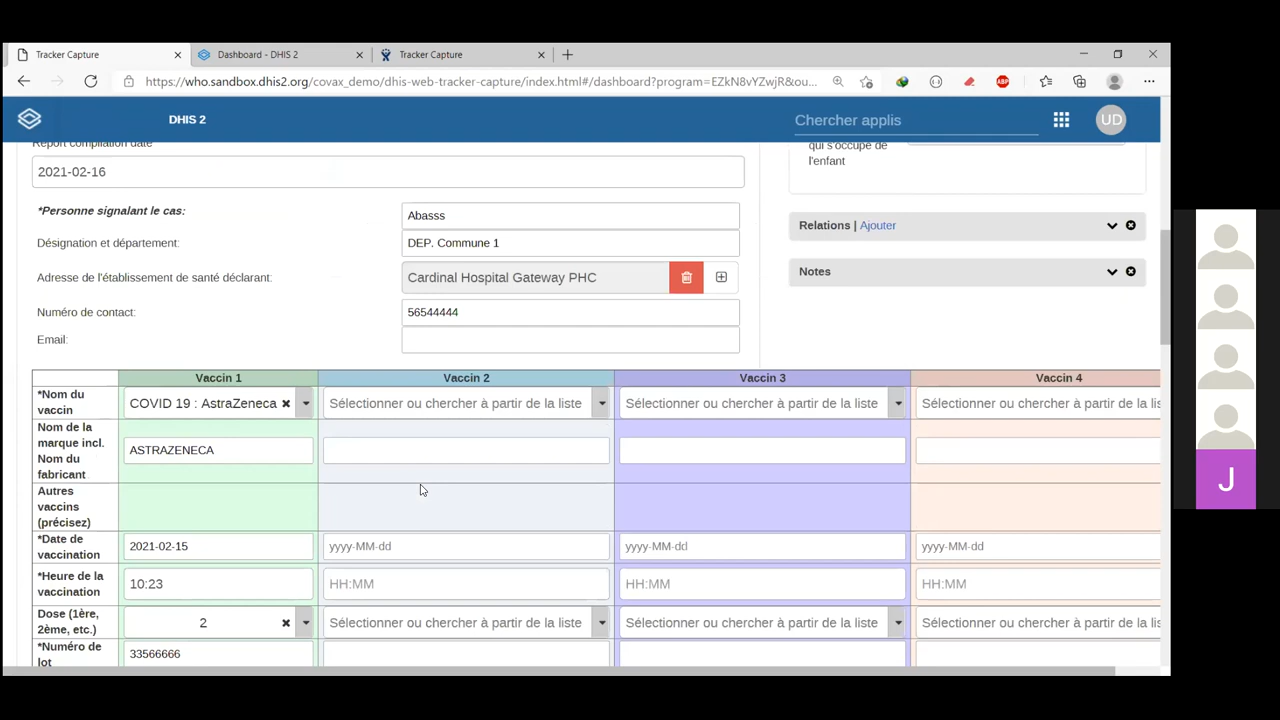 Tracker Capture
Dashboard - DHIS 2
Tracker Capture
https://who.sandbox.dhis2.org/covax_demo/dhis-web-tracker-capture/index.html#/dashboard?program=EZkN8vYZwjR&ou...
ABP
DHIS 2
Chercher applis
UD
Report compilation date
2021-02-16
qui s'occupe de
l'enfant
*Personne signalant le cas:
Abasss
Désignation et département:
DEP. Commune 1
Relations | Ajouter
Adresse de l'établissement de santé déclarant:
Cardinal Hospital Gateway PHC
Notes
Numéro de contact:
56544444
Email:
Vaccin 1
Vaccin 2
Vaccin 3
Vaccin 4
*Nom du
vaccin
COVID 19 : AstraZeneca
Sélectionner ou chercher à partir de la liste
Sélectionner ou chercher à partir de la liste
Sélectionner ou chercher à partir de la lis
Nom de la
marque incl.
Nom du
fabricant
ASTRAZENECA
Autres
vaccins
(précisez)
*Date de
vaccination
2021-02-15
yyyy-MM-dd
yyyy-MM-dd
yyyy-MM-dd
*Heure de la
vaccination
10:23
HH:MM
HH:MM
HH:MM
Dose (1ère,
2ème, etc.)
2
Sélectionner ou chercher à partir de la liste
Sélectionner ou chercher à partir de la liste
Sélectionner ou chercher à partir de la lis
*Numéro de
lot
33566666
J